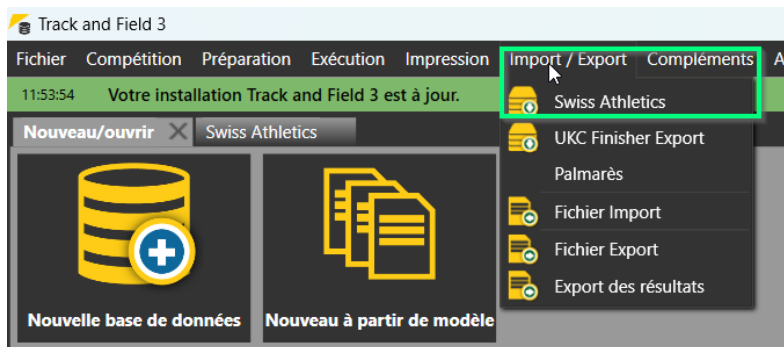 Track and Field 3
Fichier Compétition Préparation Exécution Impression Import / Export Compléments A
11:53:54 Votre installation Track and Field 3 est à jour.
Nouveau/ouvrir Swiss Athletics
Swiss Athletics
UKC Finisher Export
Palmarès
Fichier Import
Fichier Export
Export des résultats
Nouvelle base de données Nouveau à partir de modèle